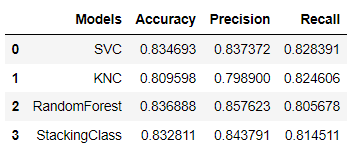 Models Accuracy Precision Recall
0 SVC 0.834693 0.837372 0.828391
1 KNC 0.809598 0.798900 0.824606
2 RandomForest 0.836888 0.857623 0.805678
3 StackingClass 0.832811 0.843791 0.814511